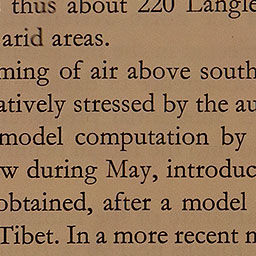 thus about 220 Langle
arid areas.
ming of air above south
atively stressed by the au
model computation by
w during May, introduc
obtained, after a model
Tibet. In a more recent